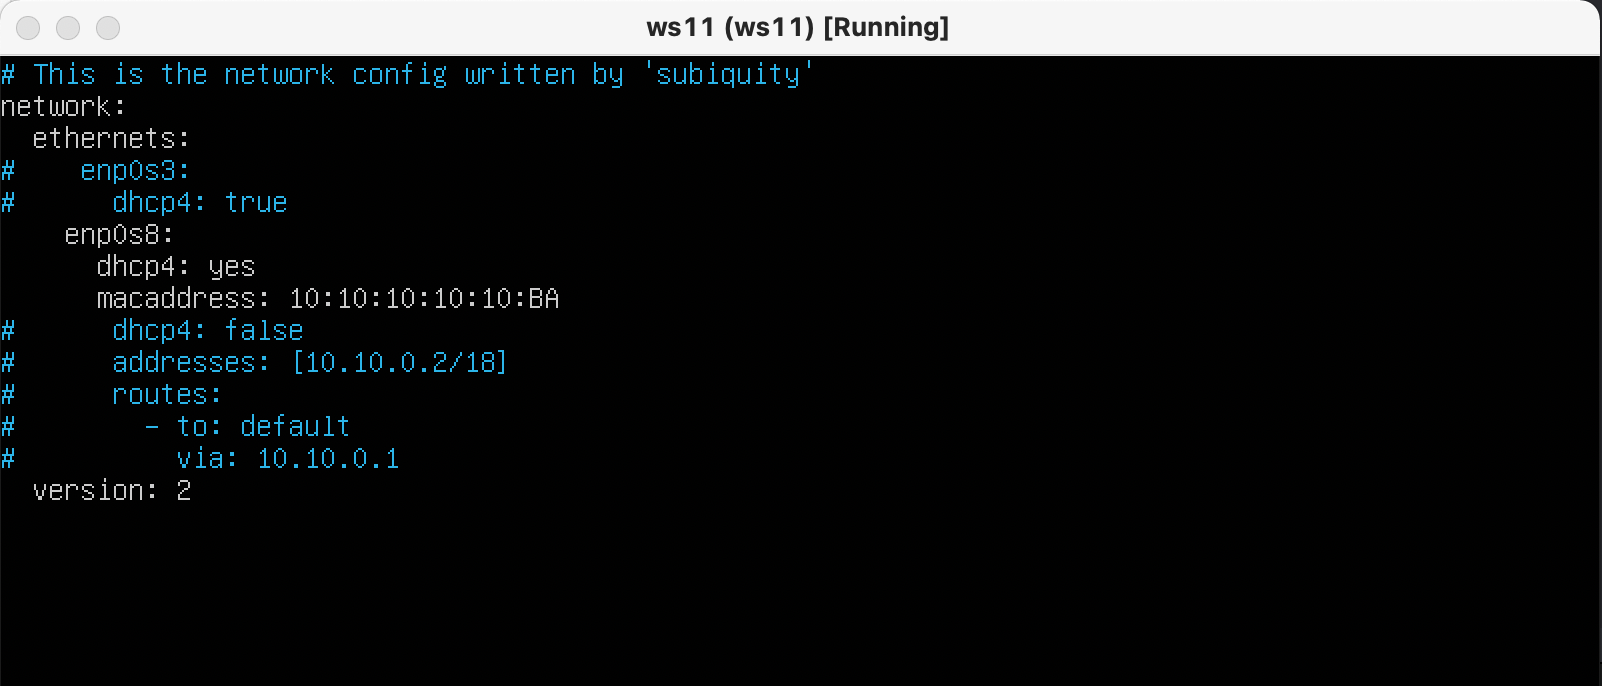 ws11 (ws11) [Running]
# This is the network config written by 'subiquity'
network:
  ethernets:
#    enp0s3:
#      dhcp4: true
    enp0s8:
      dhcp4: yes
      macaddress: 10:10:10:10:10:BA
#      dhcp4: false
#      addresses: [10.10.0.2/18]
#      routes:
#        - to: default
#          via: 10.10.0.1
  version: 2